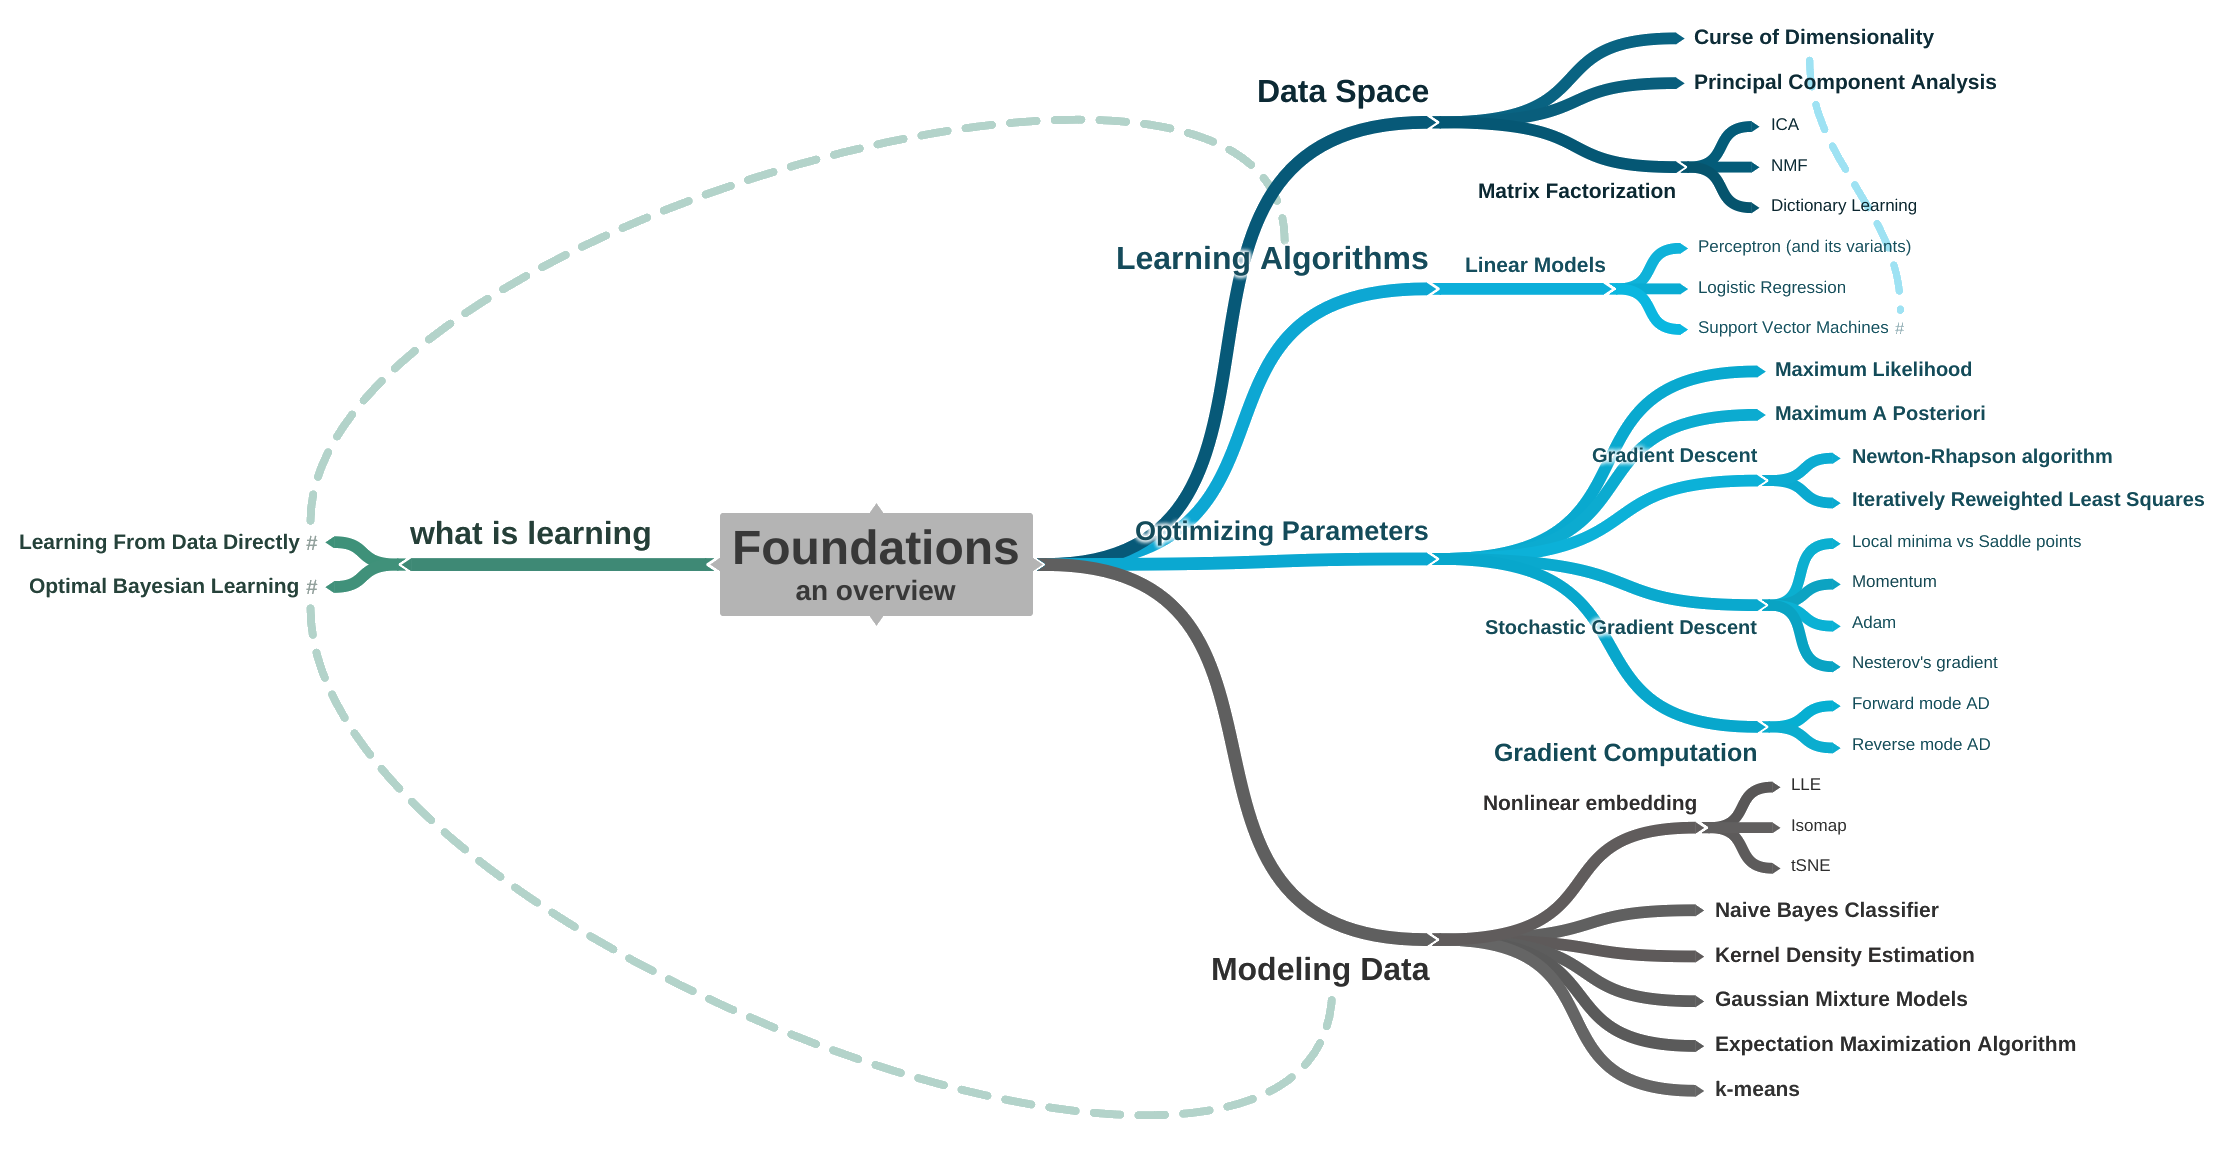 Foundations
an overview
what is learning
Learning From Data Directly #
Optimal Bayesian Learning #
Data Space
Curse of Dimensionality
Principal Component Analysis
Matrix Factorization
ICA
NMF
Dictionary Learning
Learning Algorithms
Linear Models
Perceptron (and its variants)
Logistic Regression
Support Vector Machines #
Optimizing Parameters
Maximum Likelihood
Maximum A Posteriori
Gradient Descent
Newton-Rhapson algorithm
Iteratively Reweighted Least Squares
Stochastic Gradient Descent
Local minima vs Saddle points
Momentum
Adam
Nesterov's gradient
Gradient Computation
Forward mode AD
Reverse mode AD
Modeling Data
Nonlinear embedding
LLE
Isomap
tSNE
Naive Bayes Classifier
Kernel Density Estimation
Gaussian Mixture Models
Expectation Maximization Algorithm
k-means